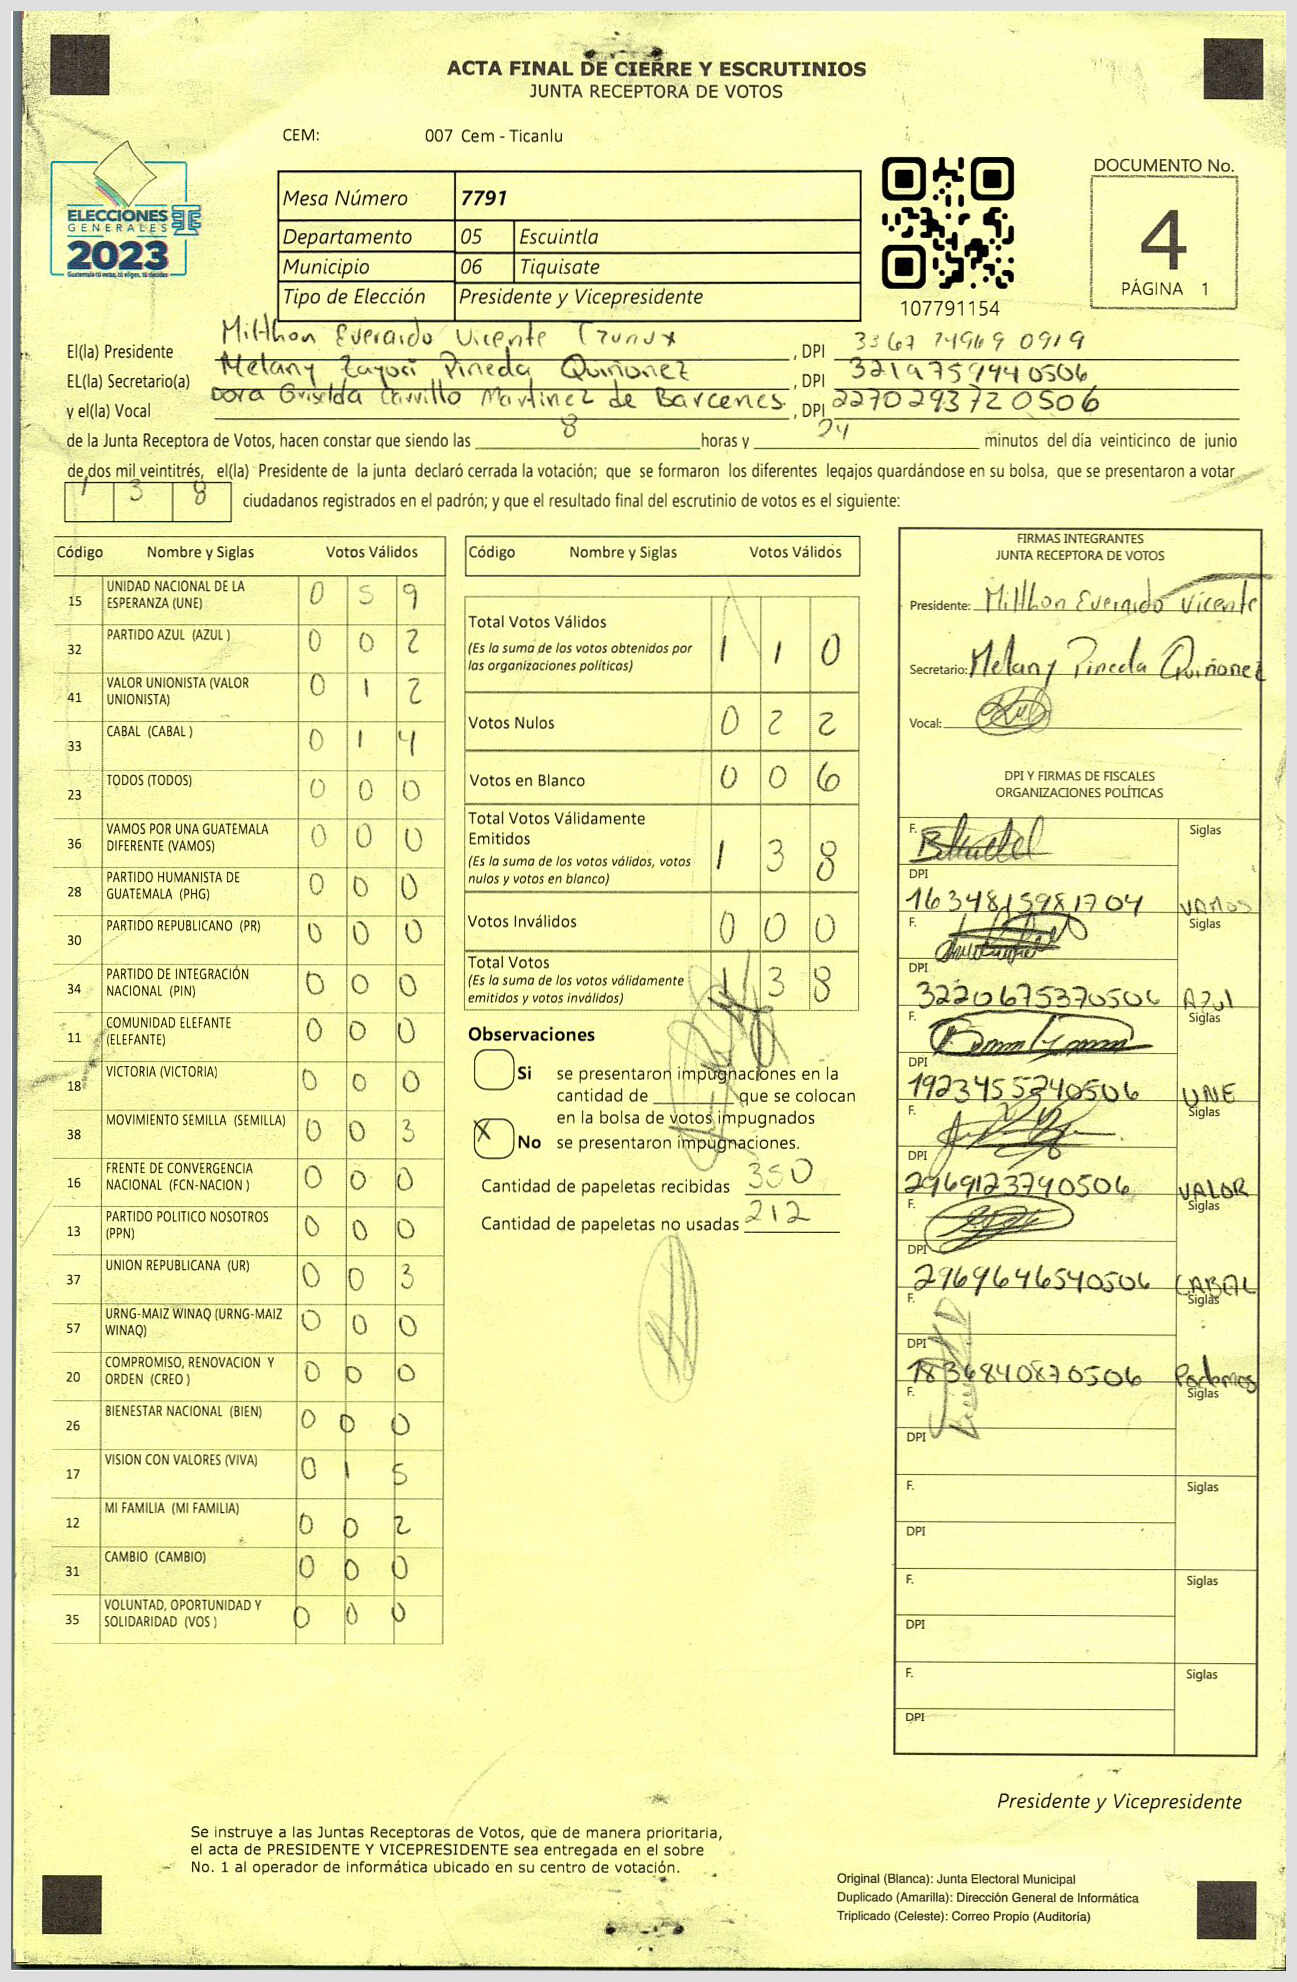 ACTA FINAL DE CIERRE Y ESCRUTINIOS
JUNTA RECEPTORA DE VOTOS
CEM: 007 Cem - Ticanlu
ELECCIONES
GENERALES
2023
Guatemala tú votas, tú eliges, tú decides
Mesa Número 7791
Departamento 05 Escuintla
Municipio 06 Tiquisate
Tipo de Elección Presidente y Vicepresidente
107791154
DOCUMENTO No.
4
PÁGINA 1
El(la) Presidente Milthon Everaldo Vicente , DPI
EL(la) Secretario(a) Melany Pineda Quiñonez , DPI 3219759440506
y el(la) Vocal Dora Griselda Carrillo Martinez de Barcenes , DPI 2270293720506
de la Junta Receptora de Votos, hacen constar que siendo las 8 horas y 24 minutos del día veinticinco de junio
de dos mil veintitrés, el(la) Presidente de la junta declaró cerrada la votación; que se formaron los diferentes legajos guardándose en su bolsa, que se presentaron a votar
1 3 8 ciudadanos registrados en el padrón; y que el resultado final del escrutinio de votos es el siguiente:
Código Nombre y Siglas Votos Válidos
15 UNIDAD NACIONAL DE LA ESPERANZA (UNE) 0 5 9
32 PARTIDO AZUL (AZUL ) 0 0 2
41 VALOR UNIONISTA (VALOR UNIONISTA) 0 1 2
33 CABAL (CABAL ) 0 1 4
23 TODOS (TODOS) 0 0 0
36 VAMOS POR UNA GUATEMALA DIFERENTE (VAMOS) 0 0 0
28 PARTIDO HUMANISTA DE GUATEMALA (PHG) 0 0 0
30 PARTIDO REPUBLICANO (PR) 0 0 0
34 PARTIDO DE INTEGRACIÓN NACIONAL (PIN) 0 0 0
11 COMUNIDAD ELEFANTE (ELEFANTE) 0 0 0
18 VICTORIA (VICTORIA) 0 0 0
38 MOVIMIENTO SEMILLA (SEMILLA) 0 0 3
16 FRENTE DE CONVERGENCIA NACIONAL (FCN-NACION ) 0 0 0
13 PARTIDO POLITICO NOSOTROS (PPN) 0 0 0
37 UNION REPUBLICANA (UR) 0 0 3
57 URNG-MAIZ WINAQ (URNG-MAIZ WINAQ) 0 0 0
20 COMPROMISO, RENOVACION Y ORDEN (CREO ) 0 0 0
26 BIENESTAR NACIONAL (BIEN) 0 0 0
17 VISION CON VALORES (VIVA) 0 1 5
12 MI FAMILIA (MI FAMILIA) 0 0 2
31 CAMBIO (CAMBIO) 0 0 0
35 VOLUNTAD, OPORTUNIDAD Y SOLIDARIDAD (VOS ) 0 0 0
Código Nombre y Siglas Votos Válidos
Total Votos Válidos 1 1 0
(Es la suma de los votos obtenidos por
las organizaciones políticas)
Votos Nulos 0 2 2
Votos en Blanco 0 0 6
Total Votos Válidamente
Emitidos 1 3 8
(Es la suma de los votos válidos, votos
nulos y votos en blanco)
Votos Inválidos 0 0 0
Total Votos 1 3 8
(Es la suma de los votos válidamente
emitidos y votos inválidos)
Observaciones
Si se presentaron impugnaciones en la
cantidad de que se colocan
en la bolsa de votos impugnados
X No se presentaron impugnaciones.
Cantidad de papeletas recibidas 350
Cantidad de papeletas no usadas 212
FIRMAS INTEGRANTES
JUNTA RECEPTORA DE VOTOS
Presidente: Milthon Everaldo Vicente
Secretario: Melany Pineda Quiñonez
Vocal:
DPI Y FIRMAS DE FISCALES
ORGANIZACIONES POLÍTICAS
F. Siglas
DPI
1634815981704 VAMOS
F. Siglas
DPI
3220675370506 Azul
F. Siglas
DPI
1923455240506 UNE
F. Siglas
DPI
2969123790506 VALOR
F. Siglas
DPI
2969646540506 CABAL
F. Siglas
DPI
1836840870506 Podemos
F. Siglas
DPI
F. Siglas
DPI
F. Siglas
DPI
F. Siglas
DPI
Presidente y Vicepresidente
Se instruye a las Juntas Receptoras de Votos, que de manera prioritaria,
el acta de PRESIDENTE Y VICEPRESIDENTE sea entregada en el sobre
No. 1 al operador de informática ubicado en su centro de votación.
Original (Blanca): Junta Electoral Municipal
Duplicado (Amarilla): Dirección General de Informática
Triplicado (Celeste): Correo Propio (Auditoría)